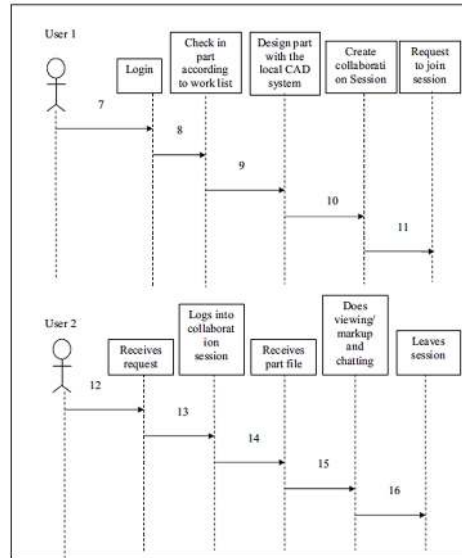 User 1
Login
Check in
part
according
to work list
Design part
with the
local CAD
system
Create
collaborati
on Session
Request
to join
session
7
8
9
10
11
User 2
Receives
request
Logs into
collaborat
ion
session
Receives
part file
Does
viewing/
markup
and
chatting
Leaves
session
12
13
14
15
16